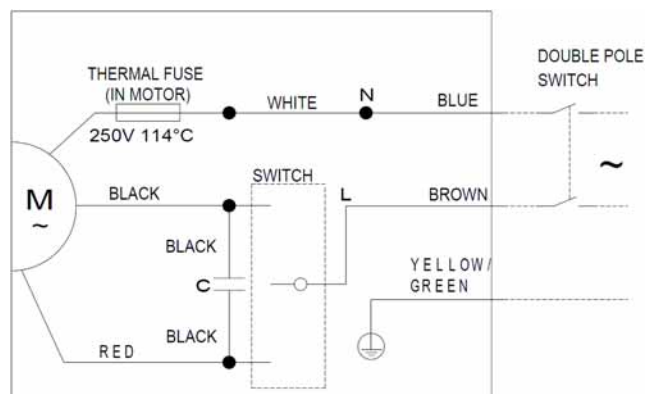 DOUBLE POLE
SWITCH
THERMAL FUSE
(IN MOTOR)
WHITE
N
BLUE
250V 114°C
~
M
~
BLACK
SWITCH
L
BROWN
BLACK
C
YELLOW/
GREEN
BLACK
RED